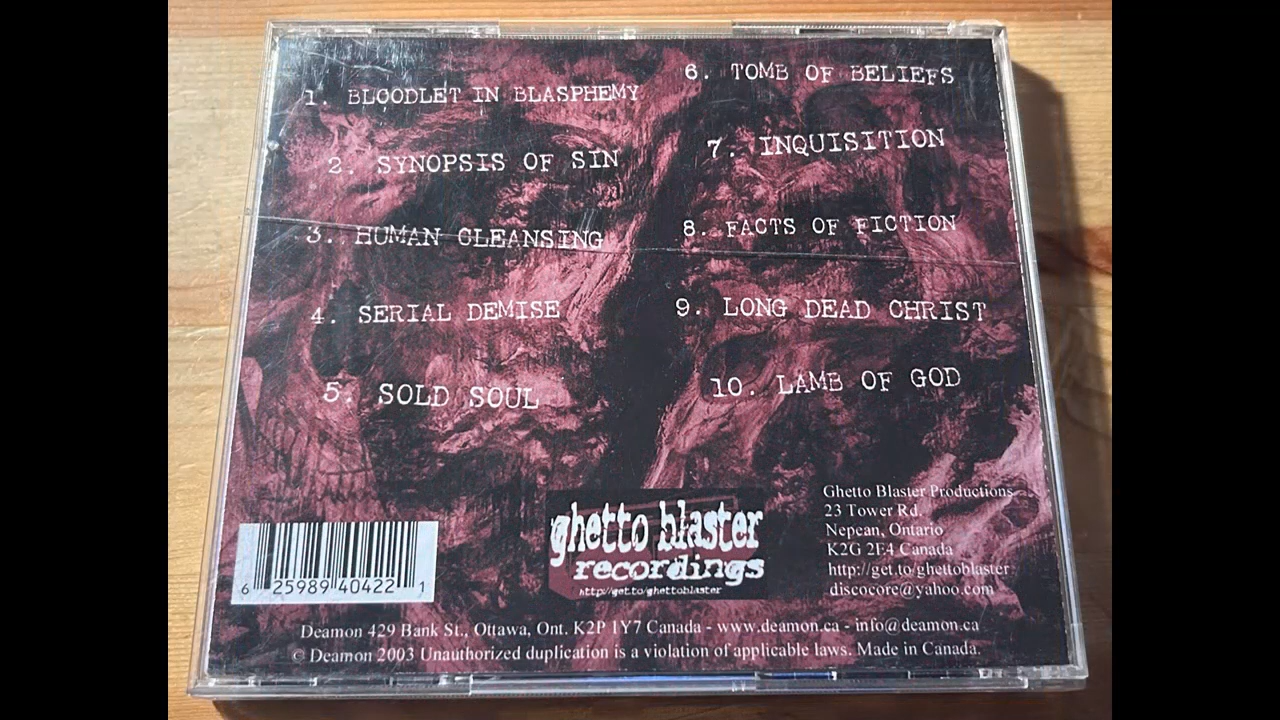 1. BLOODLET IN BLASPHEMY
2. SYNOPSIS OF SIN
3. HUMAN CLEANSING
4. SERIAL DEMISE
5. SOLD SOUL
6. TOMB OF BELIEFS
7. INQUISITION
8. FACTS OF FICTION
9. LONG DEAD CHRIST
10. LAMB OF GOD
6 25989 40422 1
ghetto blaster
recordings
http://get.to/ghettoblaster
Ghetto Blaster Productions
23 Tower Rd.
Nepean, Ontario
K2G 2E4 Canada
http://get.to/ghettoblaster
discocore@yahoo.com
Deamon 429 Bank St., Ottawa, Ont. K2P 1Y7 Canada - www.deamon.ca - info@deamon.ca
© Deamon 2003 Unauthorized duplication is a violation of applicable laws. Made in Canada.